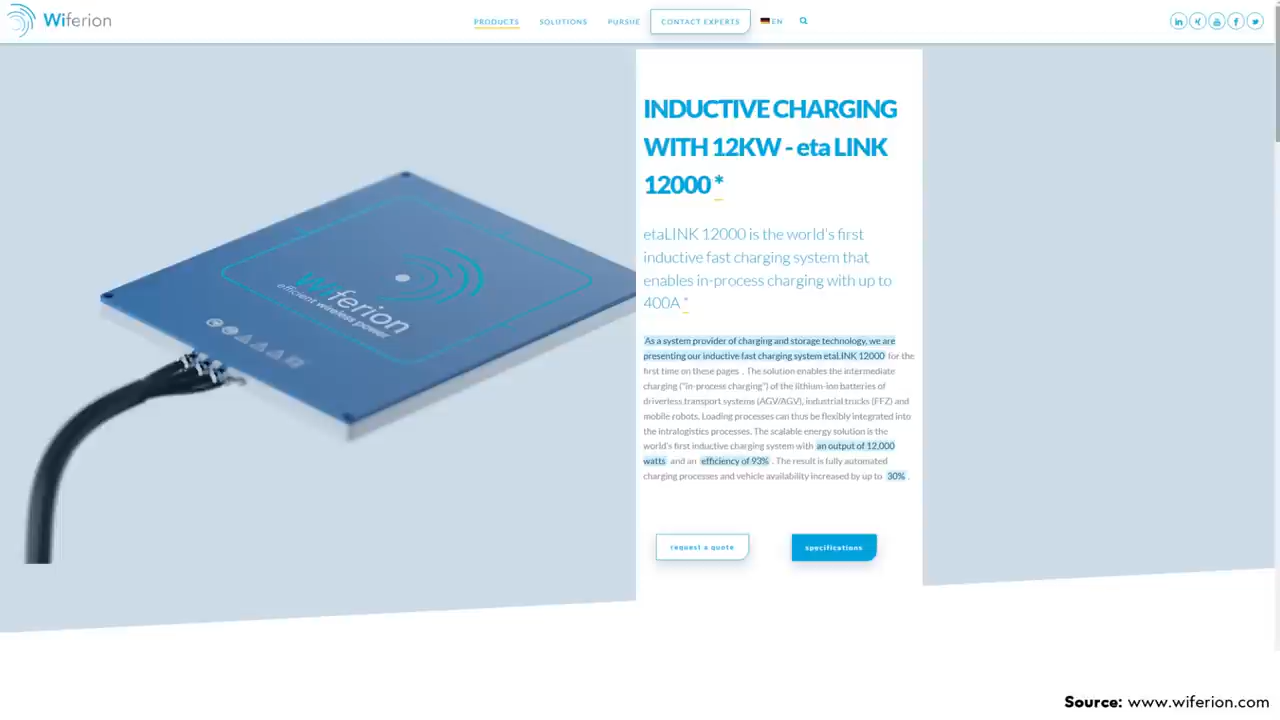 Wiferion
PRODUCTS SOLUTIONS PURSUE CONTACT EXPERTS EN
INDUCTIVE CHARGING
WITH 12KW - eta LINK
12000 *
etaLINK 12000 is the world's first
inductive fast charging system that
enables in-process charging with up to
400A *
As a system provider of charging and storage technology, we are
presenting our inductive fast charging system etaLINK 12000 for the
first time on these pages . The solution enables the intermediate
charging ("in-process charging") of the lithium-ion batteries of
driverless transport systems (AGV/AGV), industrial trucks (FFZ) and
mobile robots. Loading processes can thus be flexibly integrated into
the intralogistics processes. The scalable energy solution is the
world's first inductive charging system with an output of 12,000
watts and an efficiency of 93% . The result is fully automated
charging processes and vehicle availability increased by up to 30% .
request a quote specifications
Wiferion
efficient wireless power
Source: www.wiferion.com